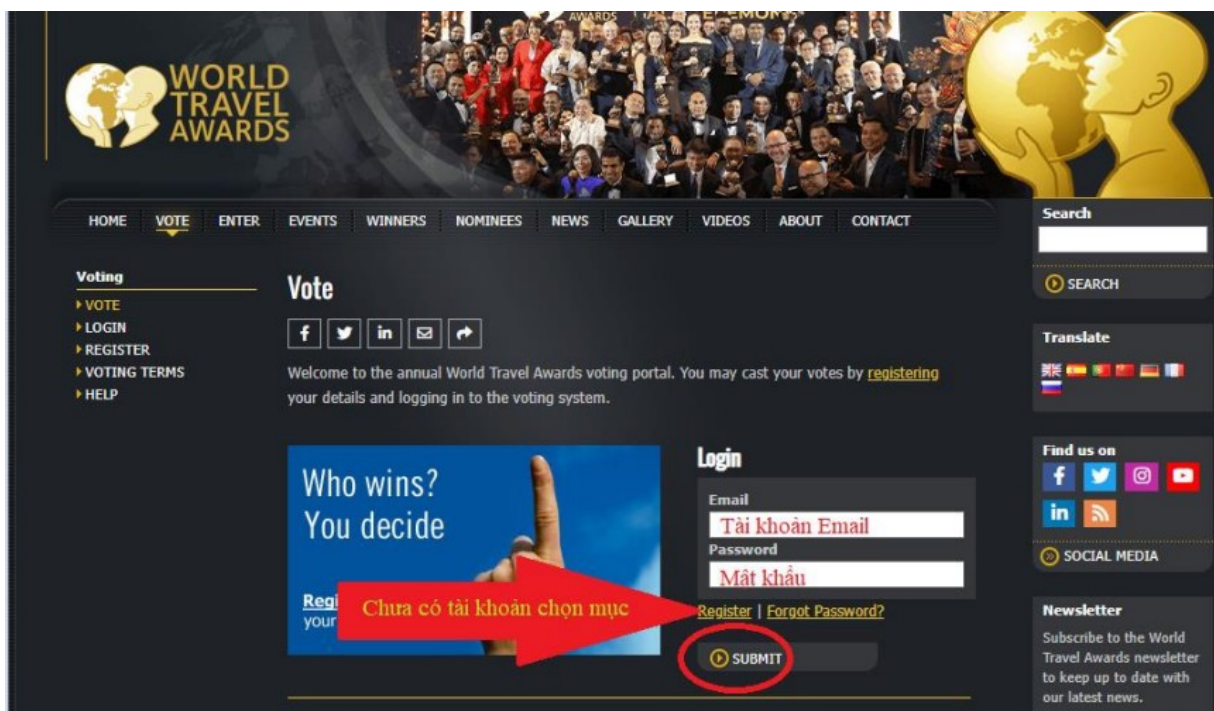 AWARDS
CEREMONY
WORLD
TRAVEL
AWARDS
HOME VOTE ENTER EVENTS WINNERS NOMINEES NEWS GALLERY VIDEOS ABOUT CONTACT
Voting
VOTE
LOGIN
REGISTER
VOTING TERMS
HELP
Vote
Welcome to the annual World Travel Awards voting portal. You may cast your votes by registering
your details and logging in to the voting system.
Who wins?
You decide
Regi
your
Chưa có tài khoản chọn mục
Login
Email
Tài khoản Email
Password
Mật khẩu
Register | Forgot Password?
SUBMIT
Search
SEARCH
Translate
Find us on
SOCIAL MEDIA
Newsletter
Subscribe to the World
Travel Awards newsletter
to keep up to date with
our latest news.